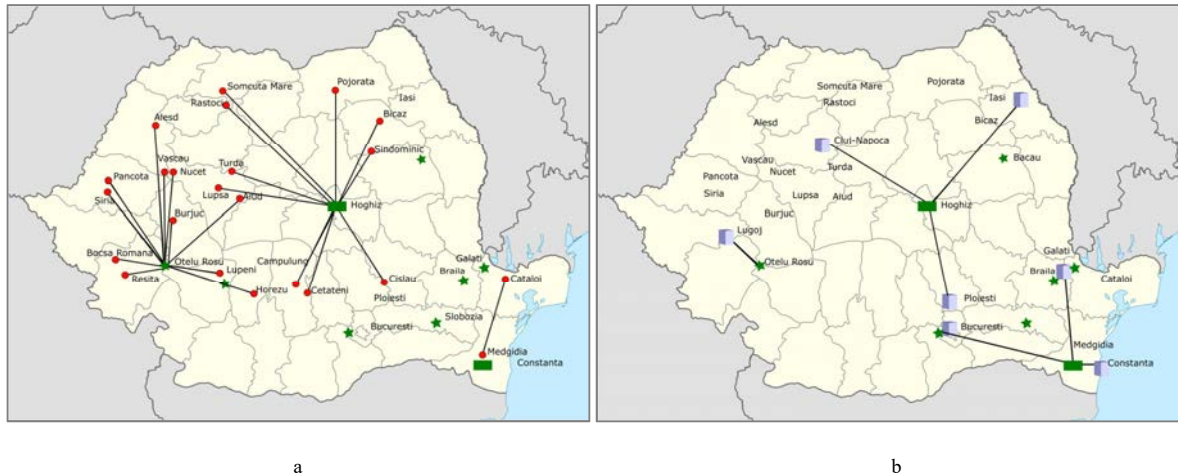 Somcuta Mare
Pojorata
Rastoci
Iasi
Bicaz
Alesd
Sindominic
Vascau
Nucet
Turda
Pancota
Siria
Lupsa
Aiud
Hoghiz
Burjuc
Bocsa Romana
Otelu Rosu
Campulung
Galati
Resita
Lupeni
Cislau
Braila
Cataloi
Horezu
Cetateni
Ploiesti
Bucuresti
Slobozia
Medgidia
Constanta
a
Somcuta Mare
Pojorata
Rastoci
Iasi
Bicaz
Alesd
Cluj-Napoca
Bacau
Vascau
Nucet
Turda
Pancota
Siria
Lupsa
Aiud
Hoghiz
Burjuc
Lugoj
Otelu Rosu
Galati
Braila
Cataloi
Ploiesti
Bucuresti
Medgidia
Constanta
b